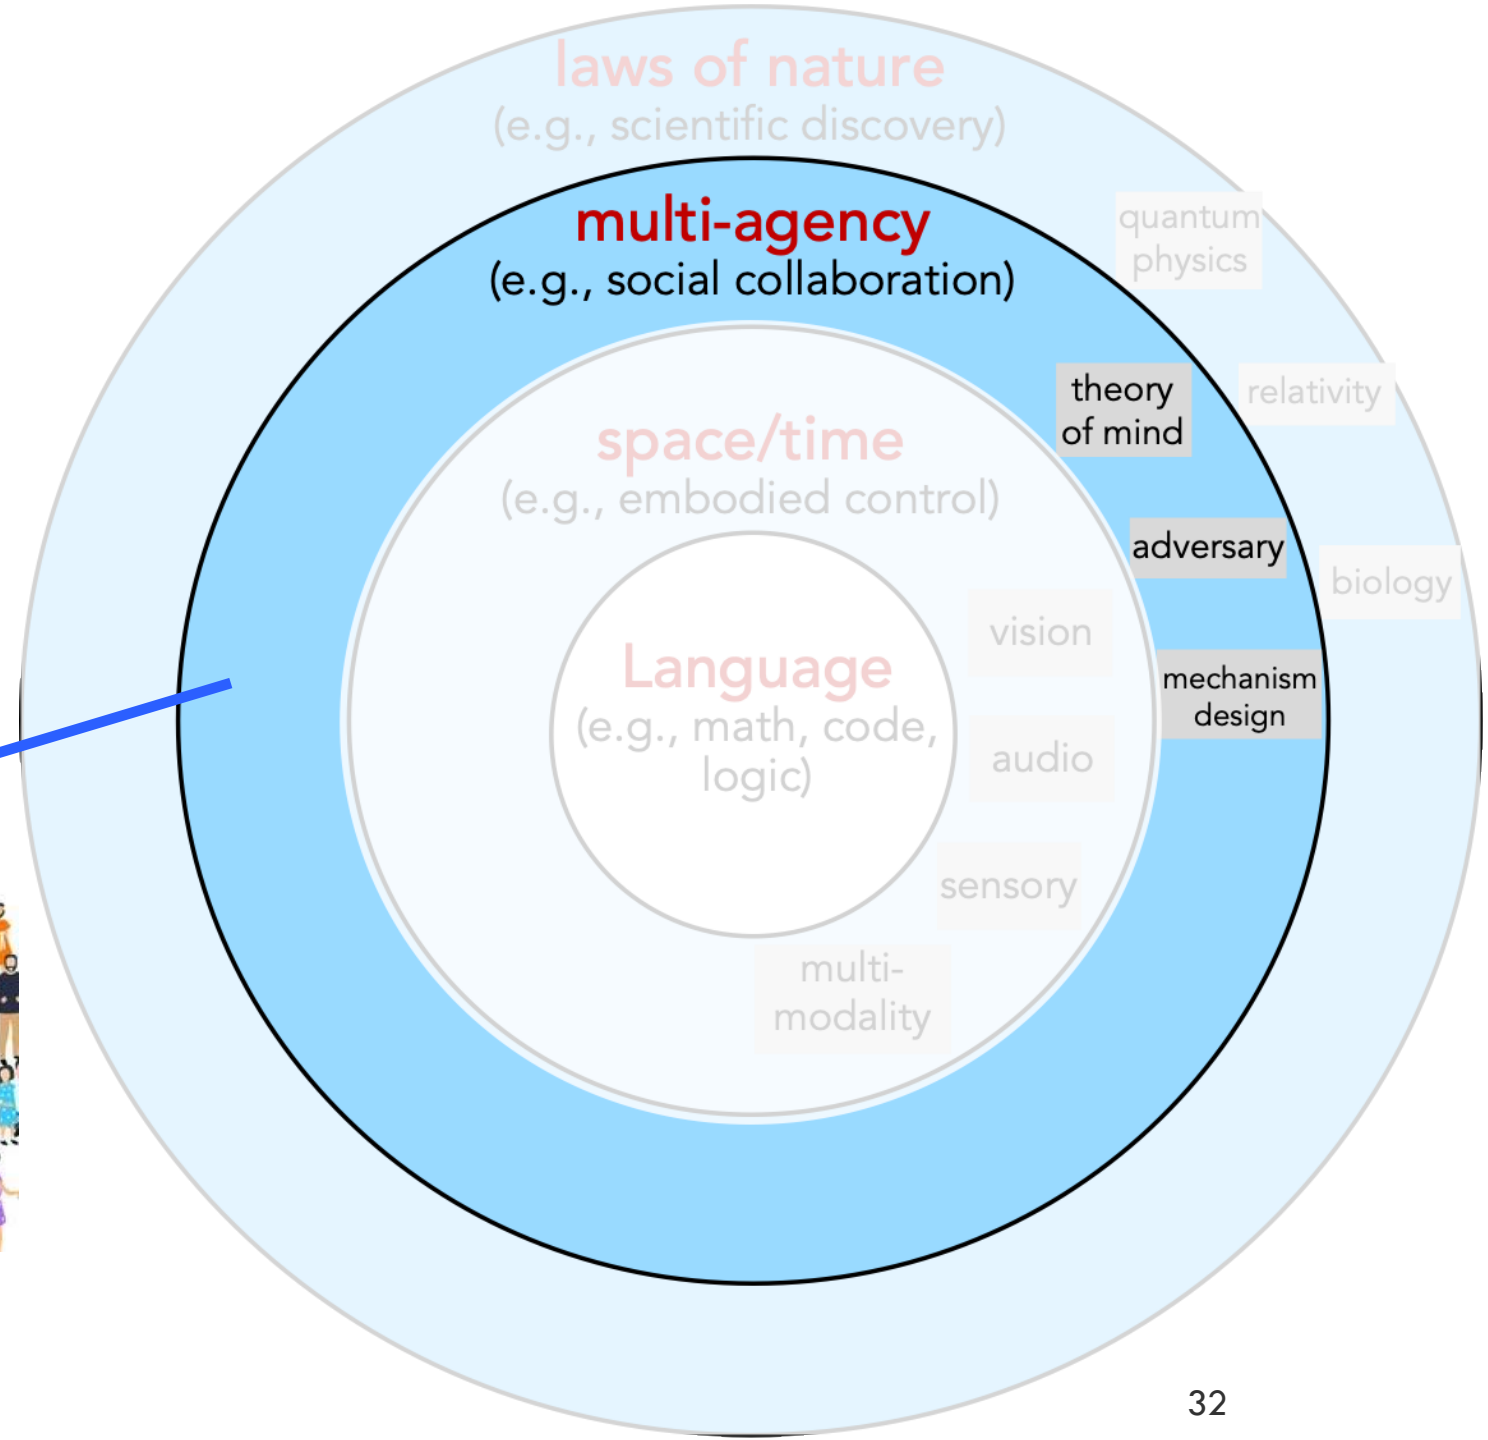 laws of nature
(e.g., scientific discovery)
multi-agency
(e.g., social collaboration)
quantum
physics
theory
of mind
relativity
space/time
(e.g., embodied control)
adversary
biology
vision
Language
(e.g., math, code,
logic)
mechanism
design
audio
sensory
multi-
modality
32